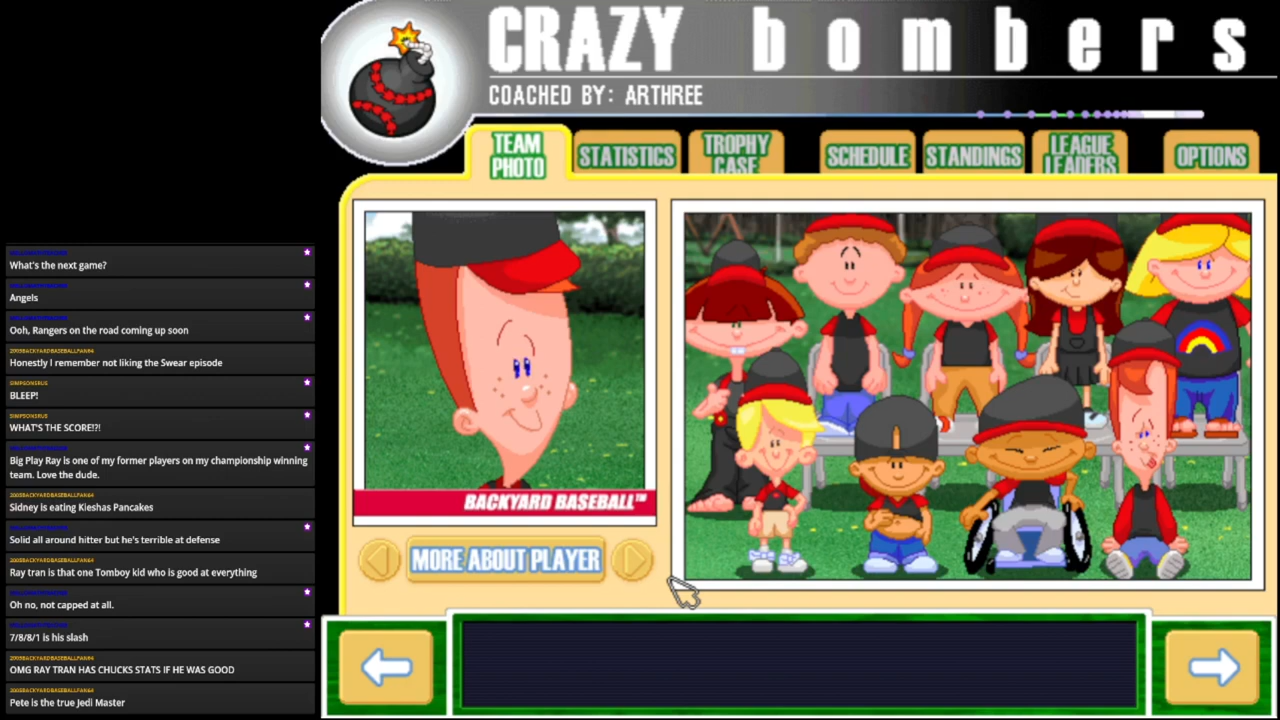 CRAZY bombers
COACHED BY: ARTHREE
TEAM PHOTO
STATISTICS
TROPHY CASE
SCHEDULE
STANDINGS
LEAGUE LEADERS
OPTIONS
BACKYARD BASEBALL™
MORE ABOUT PLAYER
What's the next game?
Angels
Ooh, Rangers on the road coming up soon
Honestly I remember not liking the Swear episode
SIMPSONSRUS
BLEEP!
SIMPSONSRUS
WHAT'S THE SCORE!?!
Big Play Ray is one of my former players on my championship winning
team. Love the dude.
Sidney is eating Kieshas Pancakes
Solid all around hitter but he's terrible at defense
Ray tran is that one Tomboy kid who is good at everything
Oh no, not capped at all.
7/8/8/1 is his slash
OMG RAY TRAN HAS CHUCKS STATS IF HE WAS GOOD
Pete is the true Jedi Master